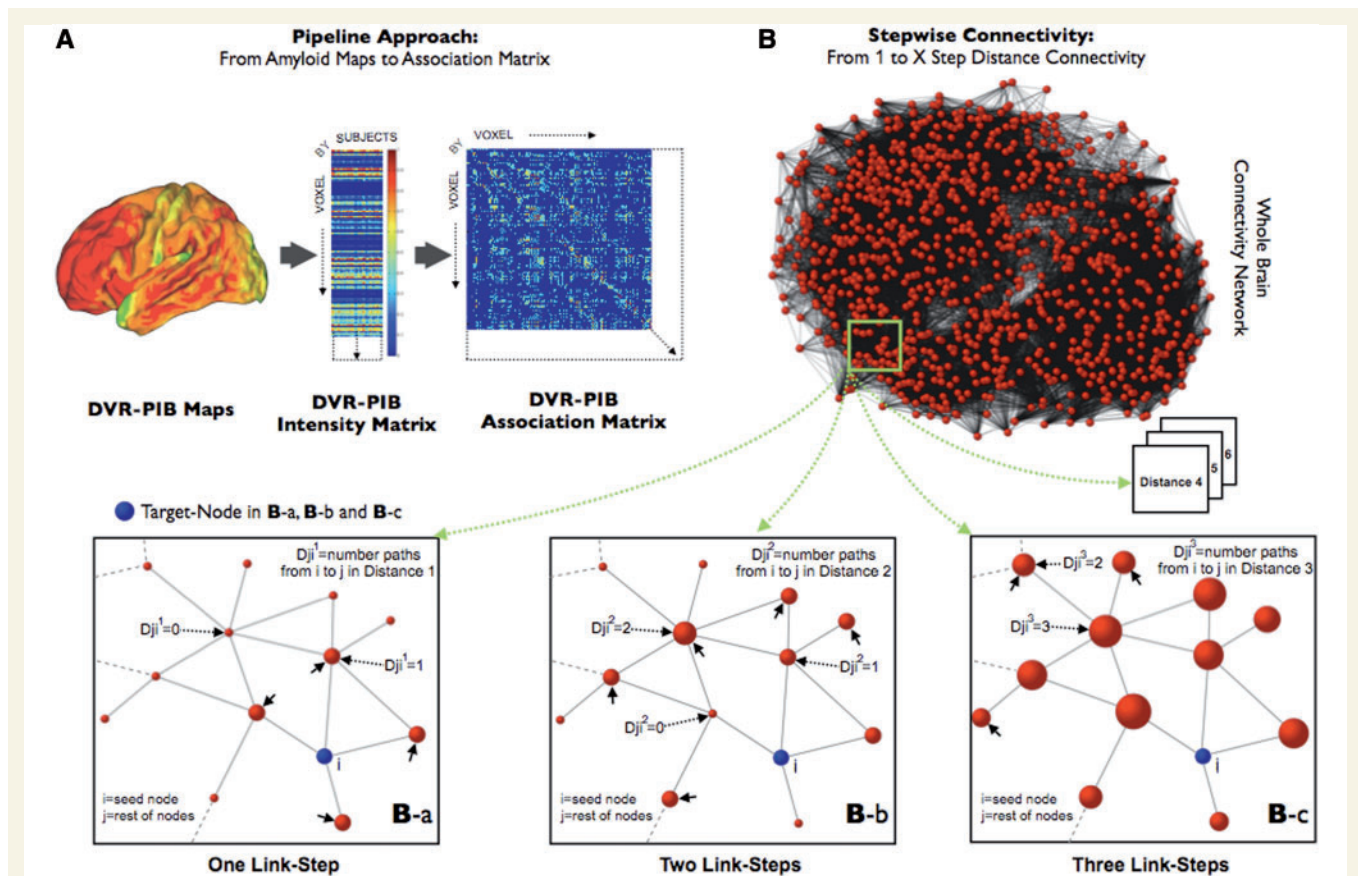 A
Pipeline Approach:
From Amyloid Maps to Association Matrix
SUBJECTS
BY
VOXEL
VOXEL
BY
VOXEL
DVR-PIB Maps
DVR-PIB
Intensity Matrix
DVR-PIB
Association Matrix
B
Stepwise Connectivity:
From 1 to X Step Distance Connectivity
Whole Brain
Connectivity Network
Distance 4
5
6
Target-Node in B-a, B-b and B-c
Dji¹=number paths
from i to j in Distance 1
Dji¹=0
Dji¹=1
i
i=seed node
j=rest of nodes
B-a
One Link-Step
Dji²=number paths
from i to j in Distance 2
Dji²=2
Dji²=1
Dji²=0
i
i=seed node
j=rest of nodes
B-b
Two Link-Steps
Dji³=number paths
from i to j in Distance 3
Dji³=2
Dji³=3
i
i=seed node
j=rest of nodes
B-c
Three Link-Steps